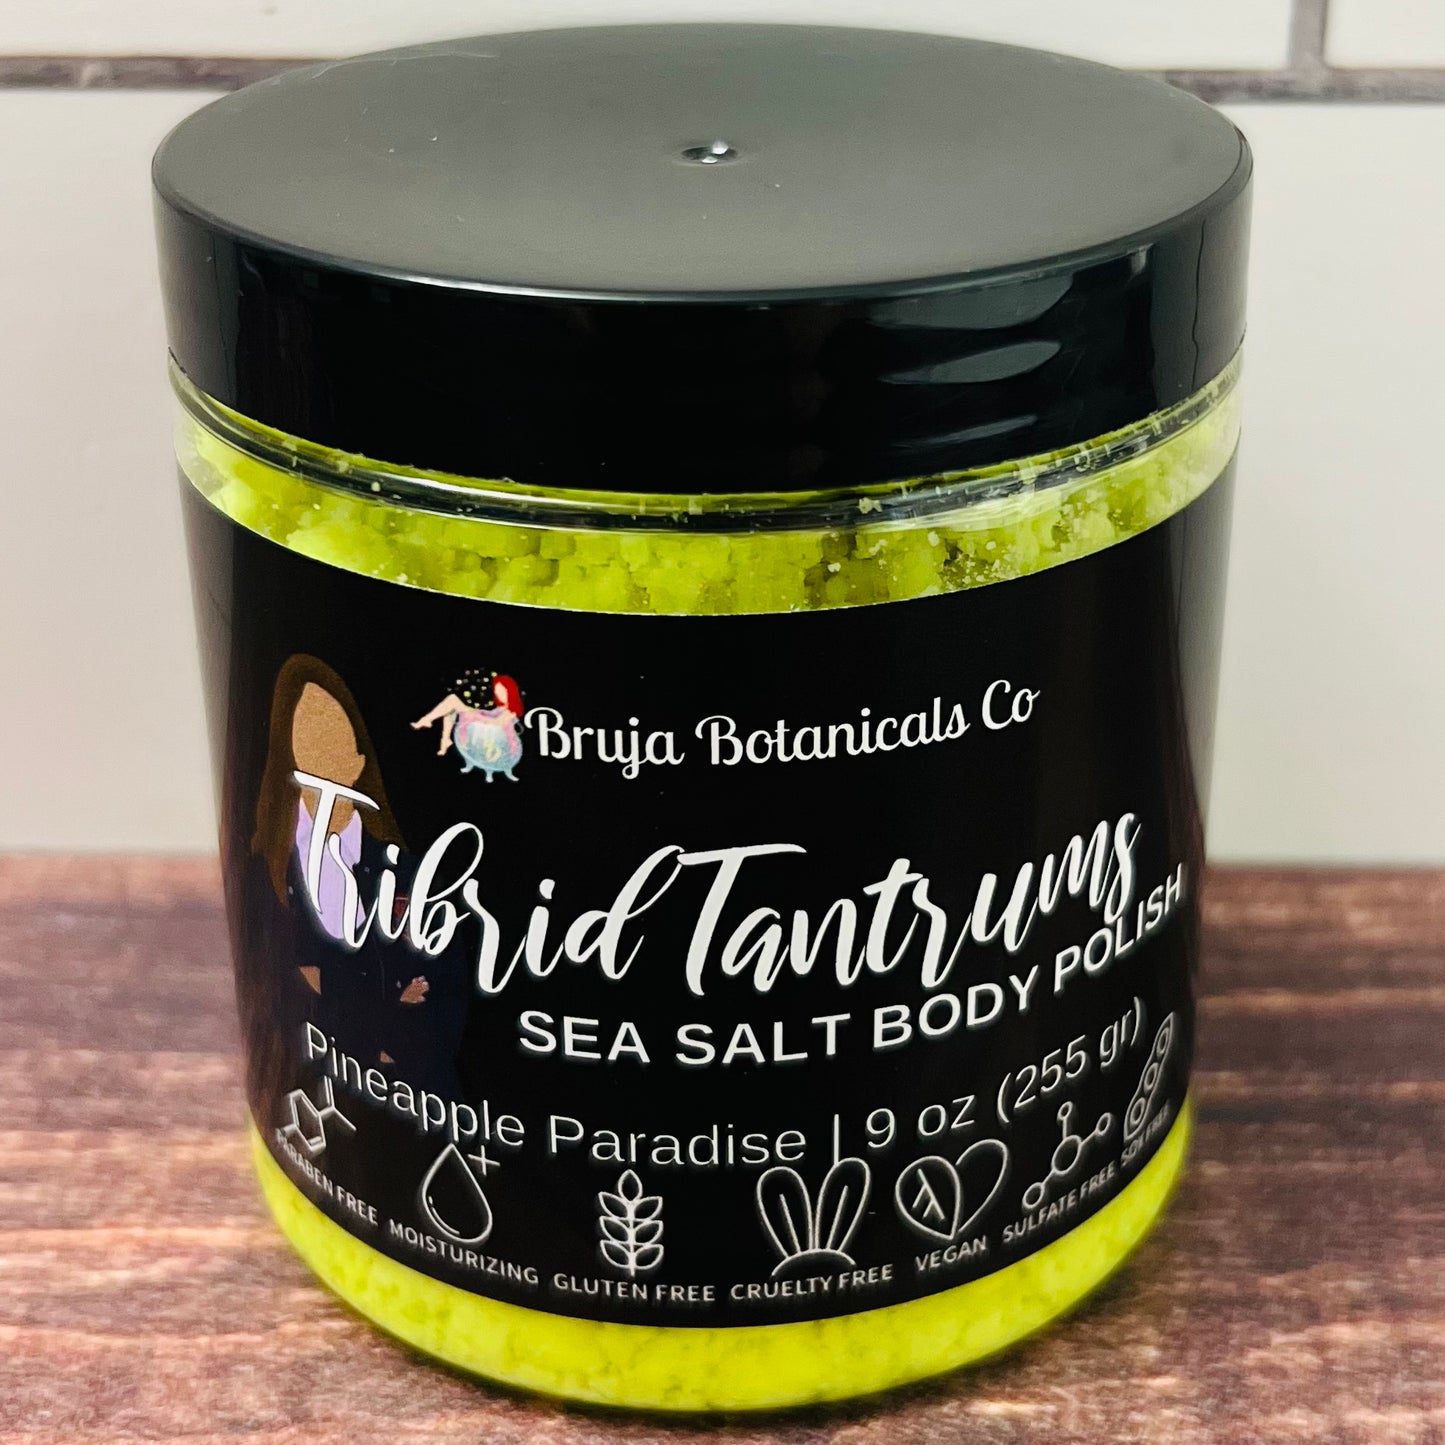 Bruja Botanicals Co
Tribrid Tantrums
SEA SALT BODY POLISH
Pineapple Paradise | 9 oz (255 gr)
PARABEN FREE
MOISTURIZING
GLUTEN FREE
CRUELTY FREE
VEGAN
SULFATE FREE
SOY FREE